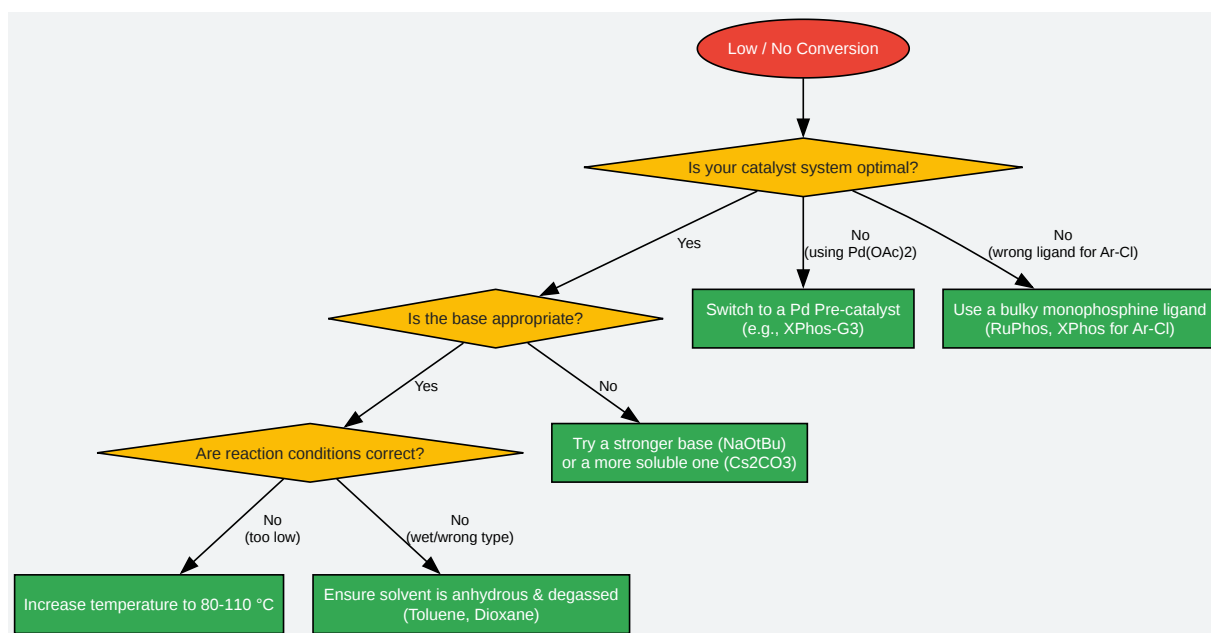 Low / No Conversion
Is your catalyst system optimal?
Yes
No
(using Pd(OAc)2)
No
(wrong ligand for Ar-Cl)
Is the base appropriate?
Switch to a Pd Pre-catalyst
(e.g., XPhos-G3)
Use a bulky monophosphine ligand
(RuPhos, XPhos for Ar-Cl)
Yes
No
Are reaction conditions correct?
Try a stronger base (NaOtBu)
or a more soluble one (Cs2CO3)
No
(too low)
No
(wet/wrong type)
Increase temperature to 80-110 °C
Ensure solvent is anhydrous & degassed
(Toluene, Dioxane)